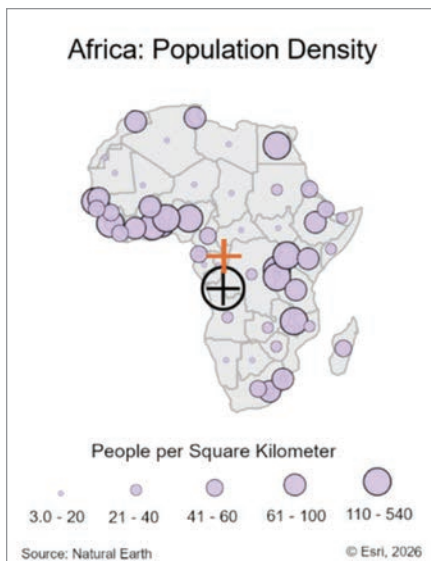 Africa: Population Density
People per Square Kilometer
3.0 - 20 21 - 40 41 - 60 61 - 100 110 - 540
Source: Natural Earth © Esri, 2026